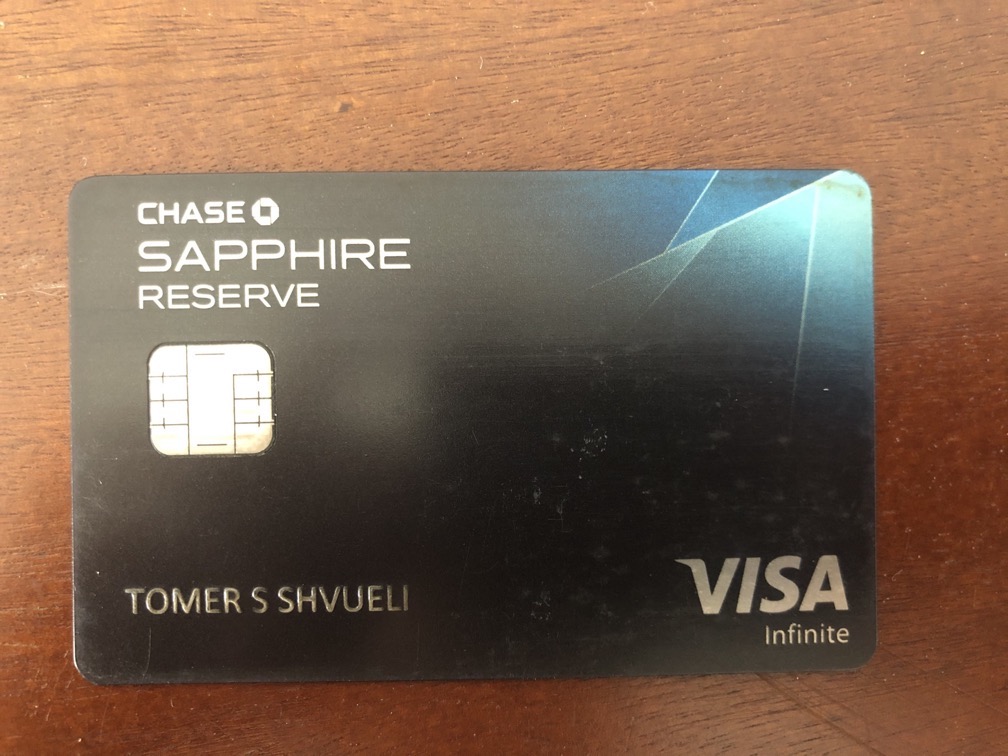 CHASE
SAPPHIRE
RESERVE
TOMER S SHVUELI
VISA
Infinite